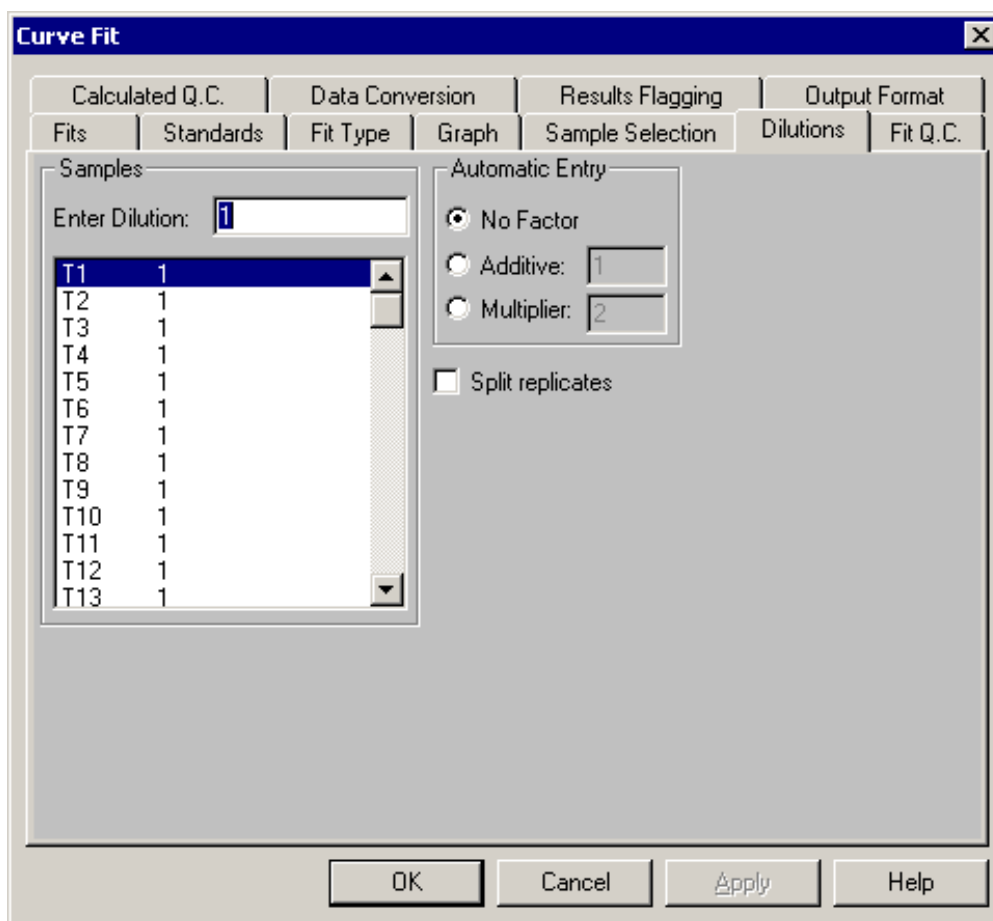 Curve Fit
Calculated Q.C. Data Conversion Results Flagging Output Format
Fits Standards Fit Type Graph Sample Selection Dilutions Fit Q.C.
Samples
Enter Dilution: 1
T1 1
T2 1
T3 1
T4 1
T5 1
T6 1
T7 1
T8 1
T9 1
T10 1
T11 1
T12 1
T13 1
Automatic Entry
No Factor
Additive: 1
Multiplier: 2
Split replicates
OK Cancel Apply Help